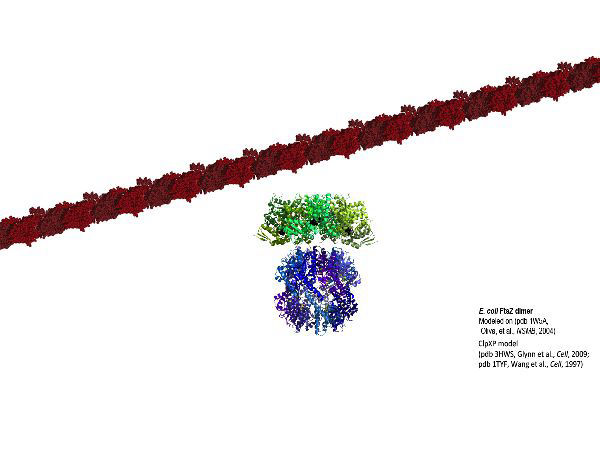 E. coli FtsZ dimer
Modeled on (pdb 1W5A,
Oliva, et al., NSMB, 2004)
ClpXP model
(pdb 3HWS, Glynn et al., Cell, 2009;
pdb 1TYF, Wang et al., Cell, 1997)